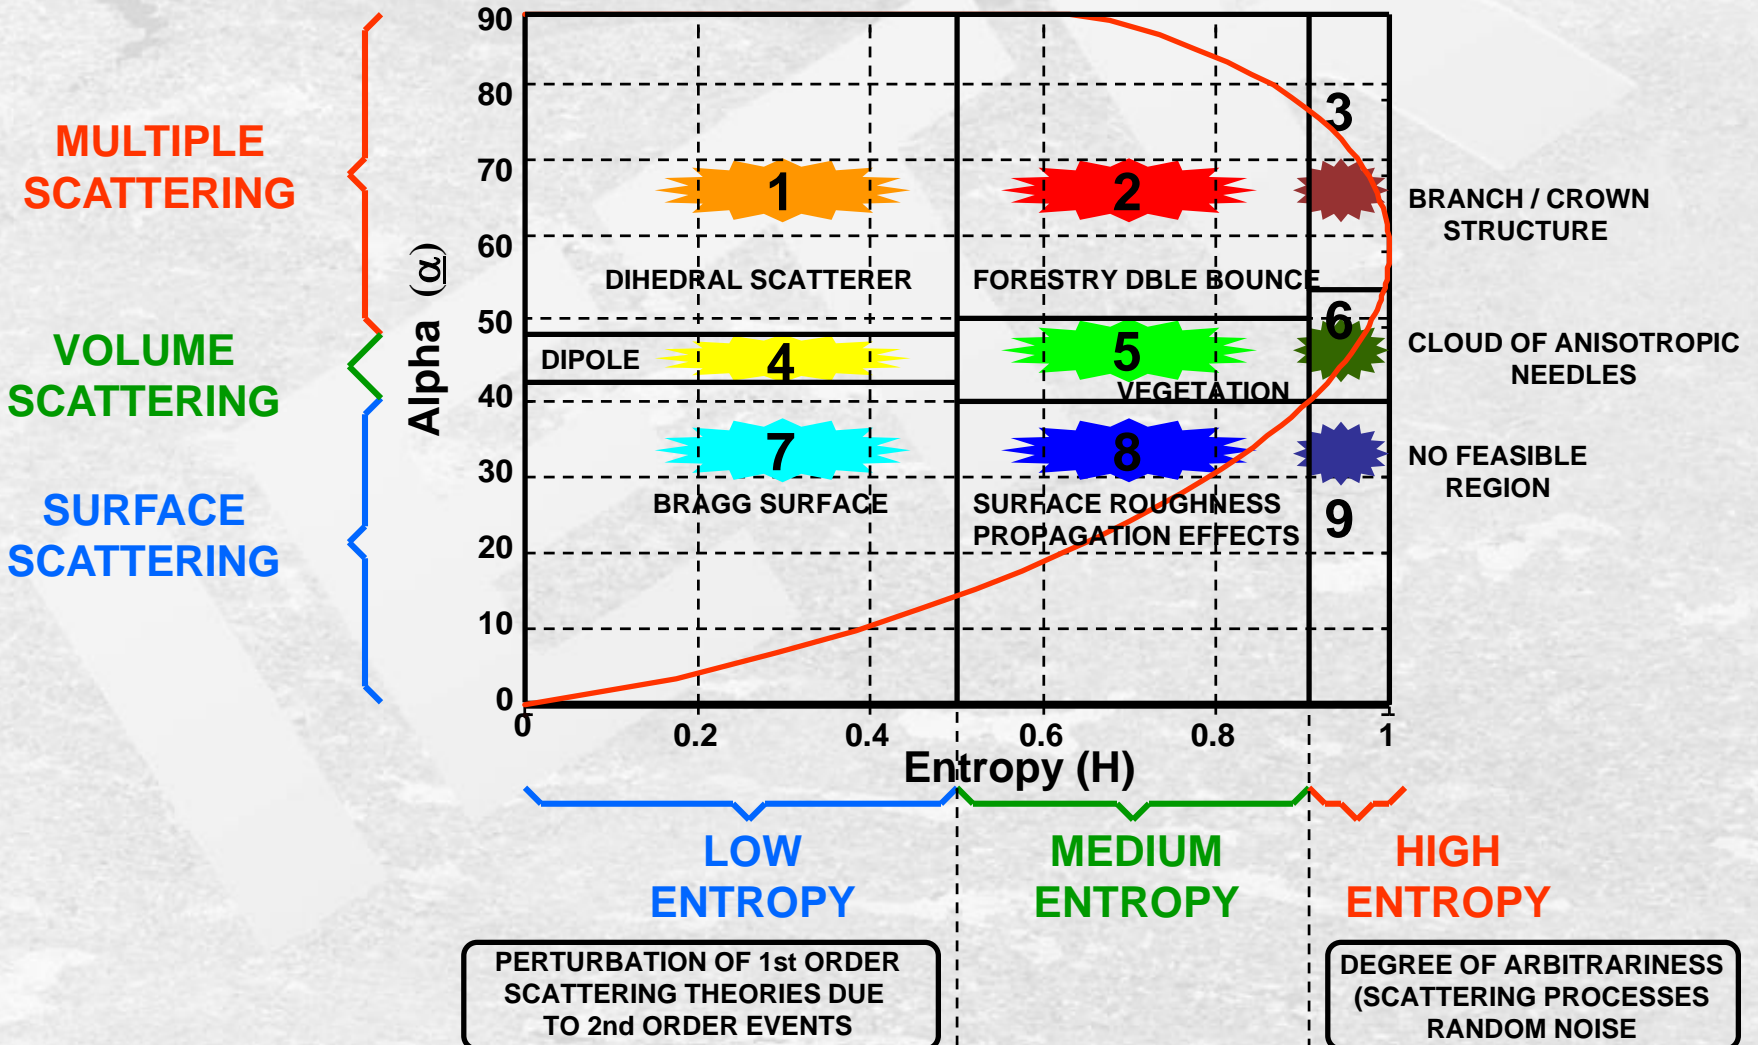 90
80
70
60
50
40
30
20
10
0
Alpha (α)
MULTIPLE
SCATTERING
VOLUME
SCATTERING
SURFACE
SCATTERING
1
2
3
DIHEDRAL SCATTERER
FORESTRY DBLE BOUNCE
BRANCH / CROWN
STRUCTURE
DIPOLE
4
5
6
VEGETATION
CLOUD OF ANISOTROPIC
NEEDLES
7
8
9
BRAGG SURFACE
SURFACE ROUGHNESS
PROPAGATION EFFECTS
NO FEASIBLE
REGION
0 0.2 0.4 0.6 0.8 1
Entropy (H)
LOW
ENTROPY
MEDIUM
ENTROPY
HIGH
ENTROPY
PERTURBATION OF 1st ORDER
SCATTERING THEORIES DUE
TO 2nd ORDER EVENTS
DEGREE OF ARBITRARINESS
(SCATTERING PROCESSES
RANDOM NOISE